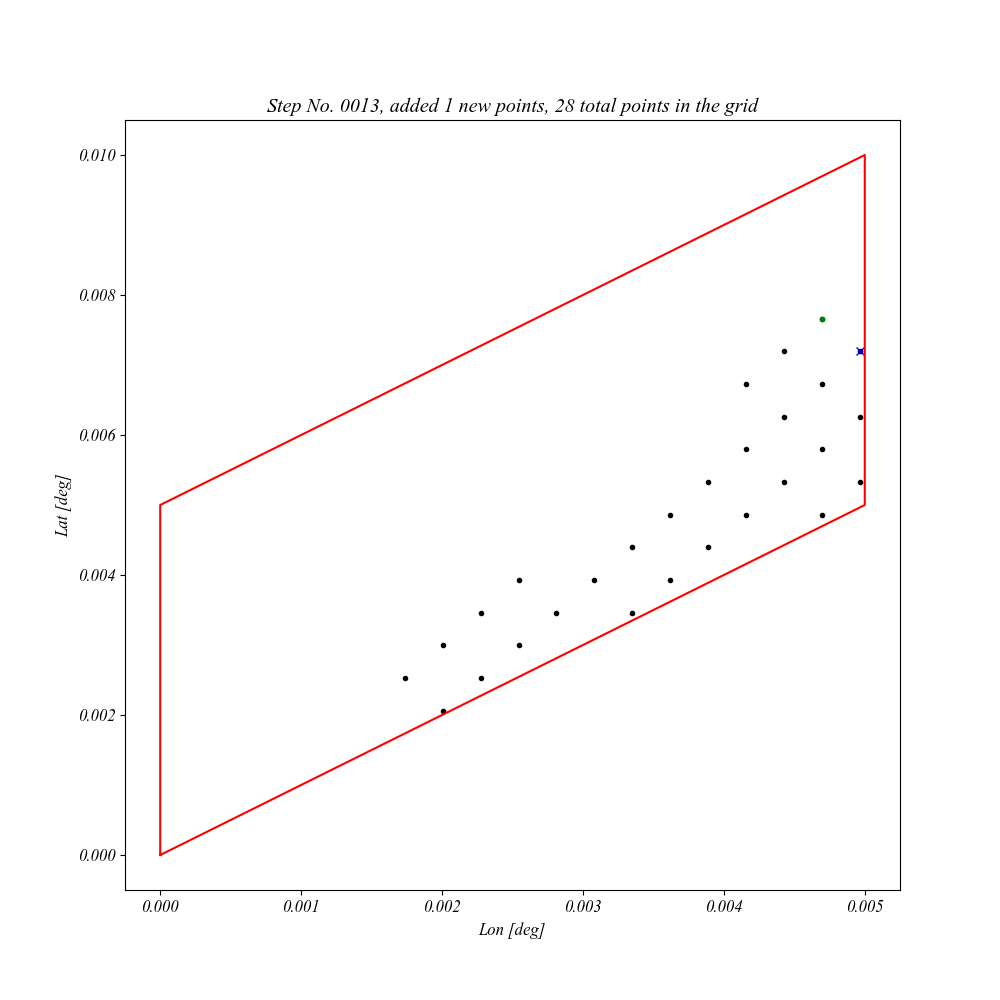 Step No. 0013, added 1 new points, 28 total points in the grid
0.010
0.008
0.006
0.004
0.002
0.000
Lat [deg]
0.000 0.001 0.002 0.003 0.004 0.005
Lon [deg]